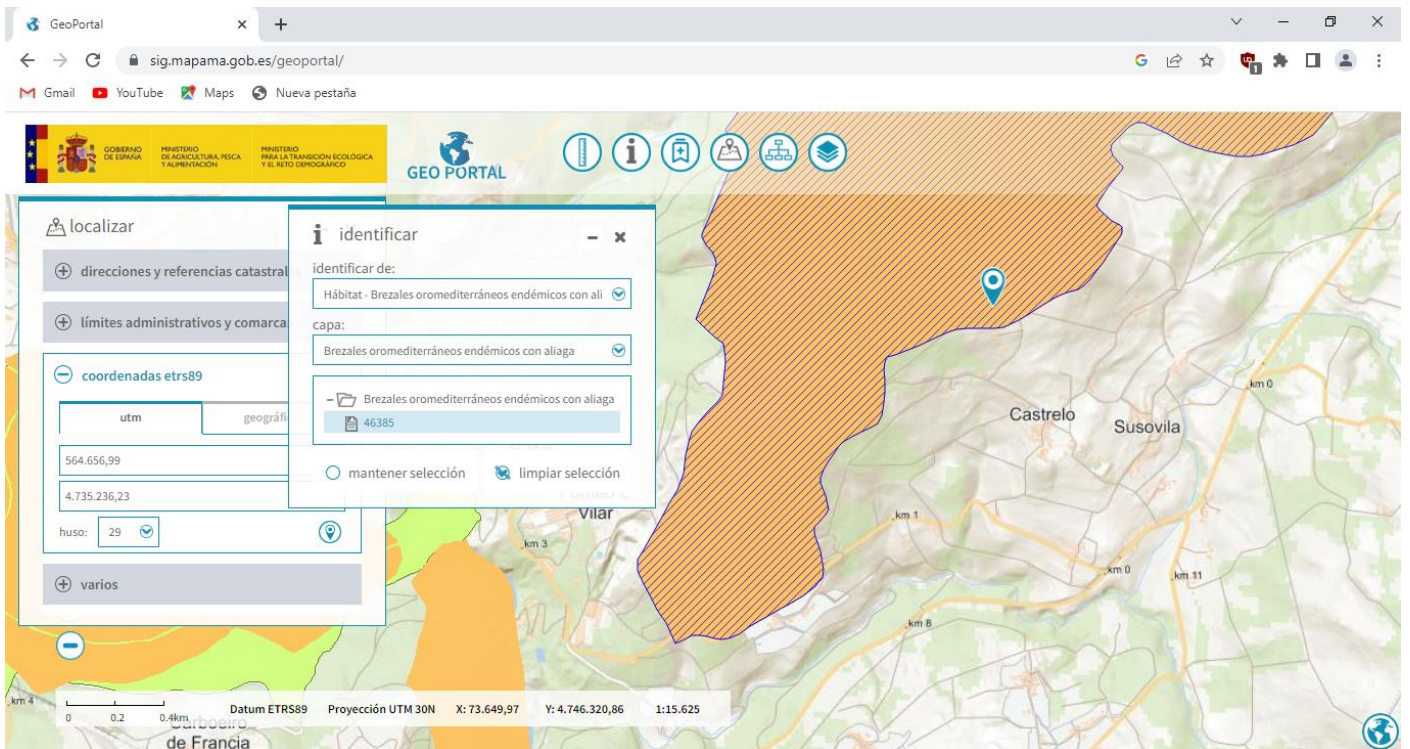 GeoPortal
sig.mapama.gob.es/geoportal/
G
1
Gmail YouTube Maps Nueva pestaña
GOBIERNO DE ESPAÑA
MINISTERIO DE AGRICULTURA, PESCA Y ALIMENTACIÓN
MINISTERIO PARA LA TRANSICIÓN ECOLÓGICA Y EL RETO DEMOGRÁFICO
GEO PORTAL
localizar
direcciones y referencias catastral
límites administrativos y comarca
coordenadas etrs89
utm geográfi
564.656,99
4.735.236,23
huso: 29
varios
identificar
identificar de:
Hábitat - Brezales oromediterráneos endémicos con ali
capa:
Brezales oromediterráneos endémicos con aliaga
Brezales oromediterráneos endémicos con aliaga
46385
mantener selección limpiar selección
Vilar
Castrelo
Susovila
km 0
km 1
km 3
km 0
km 11
km 8
km 4
0 0.2 0.4km
Datum ETRS89 Proyección UTM 30N X: 73.649,97 Y: 4.746.320,86 1:15.625
de Francia